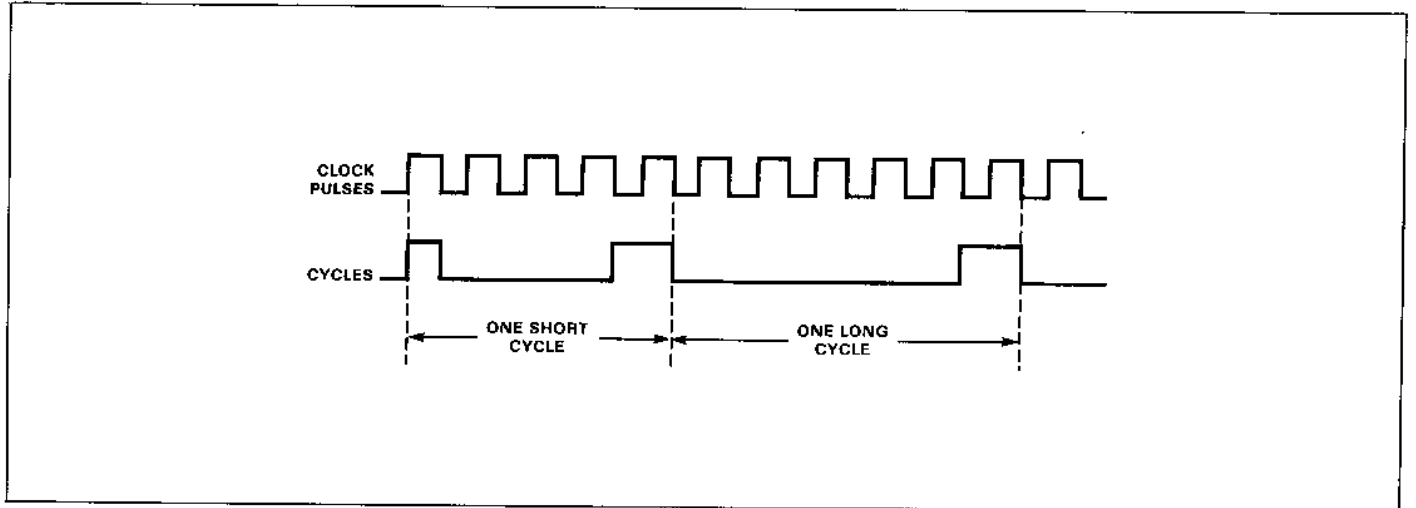 CLOCK
PULSES
CYCLES
ONE SHORT
CYCLE
ONE LONG
CYCLE